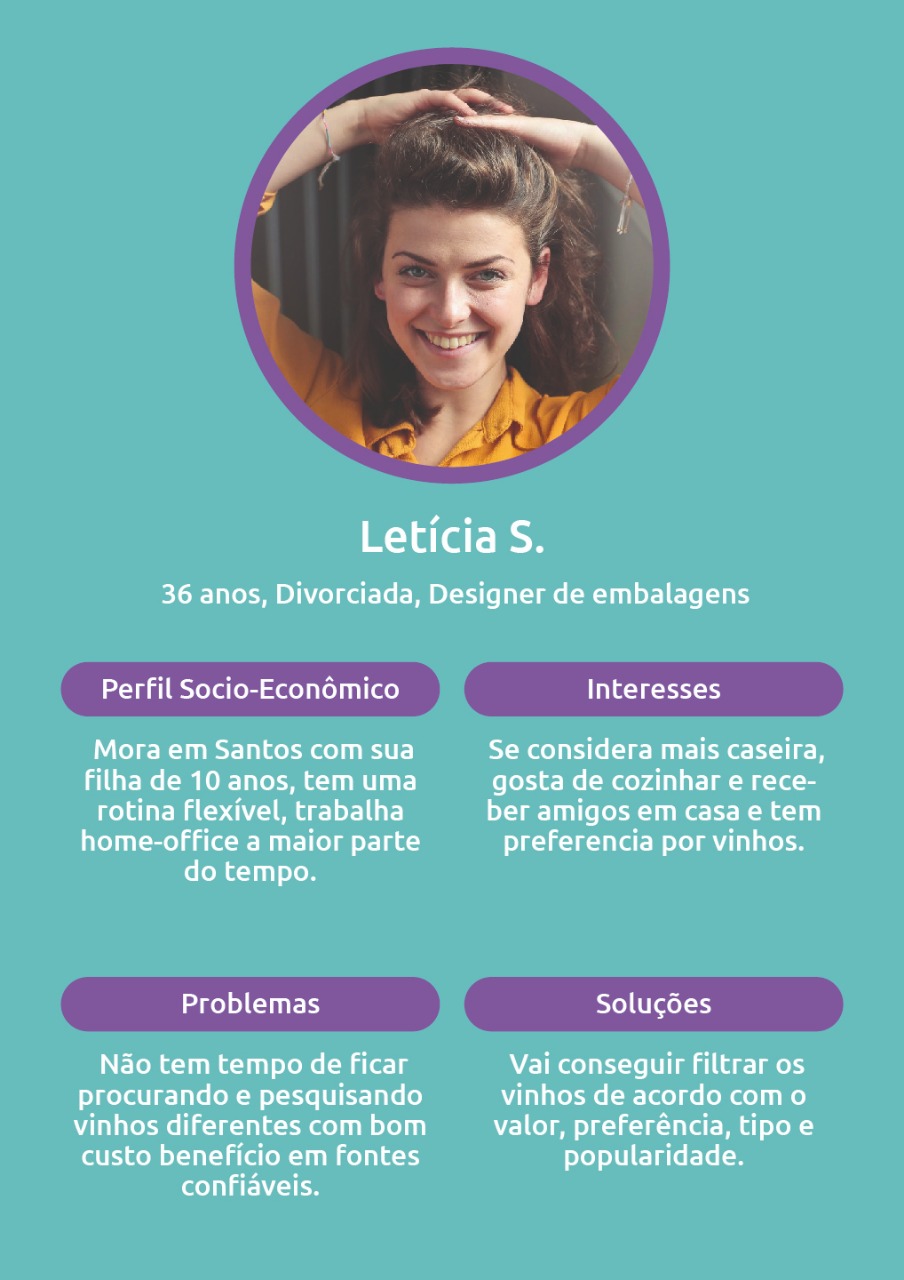 Letícia S.
36 anos, Divorciada, Designer de embalagens
Perfil Socio-Econômico
Mora em Santos com sua
filha de 10 anos, tem uma
rotina flexível, trabalha
home-office a maior parte
do tempo.
Interesses
Se considera mais caseira,
gosta de cozinhar e rece-
ber amigos em casa e tem
preferencia por vinhos.
Problemas
Não tem tempo de ficar
procurando e pesquisando
vinhos diferentes com bom
custo benefício em fontes
confiáveis.
Soluções
Vai conseguir filtrar os
vinhos de acordo com o
valor, preferência, tipo e
popularidade.